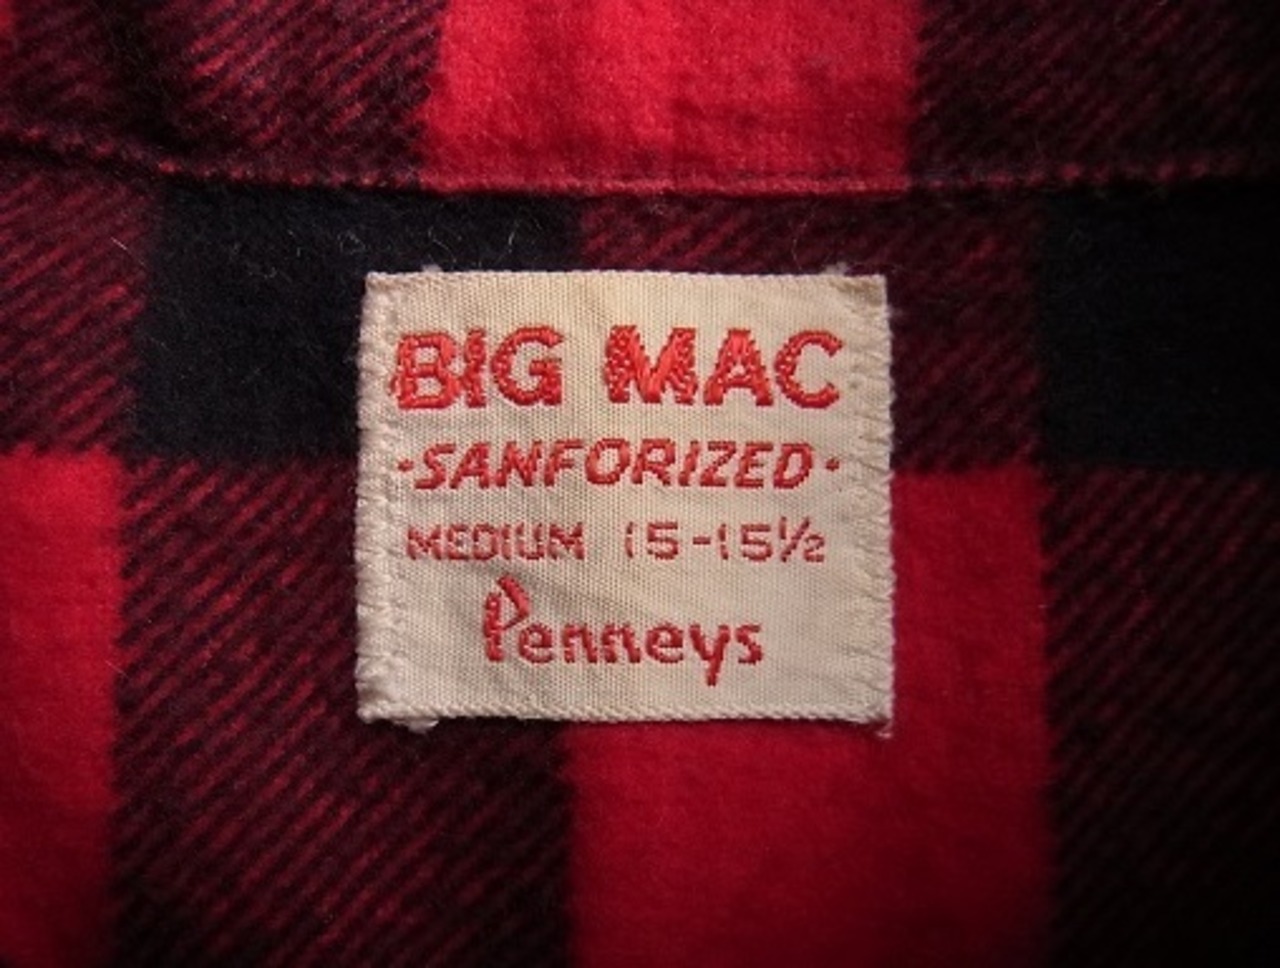 BIG MAC
·SANFORIZED·
MEDIUM 15-15½
Penneys